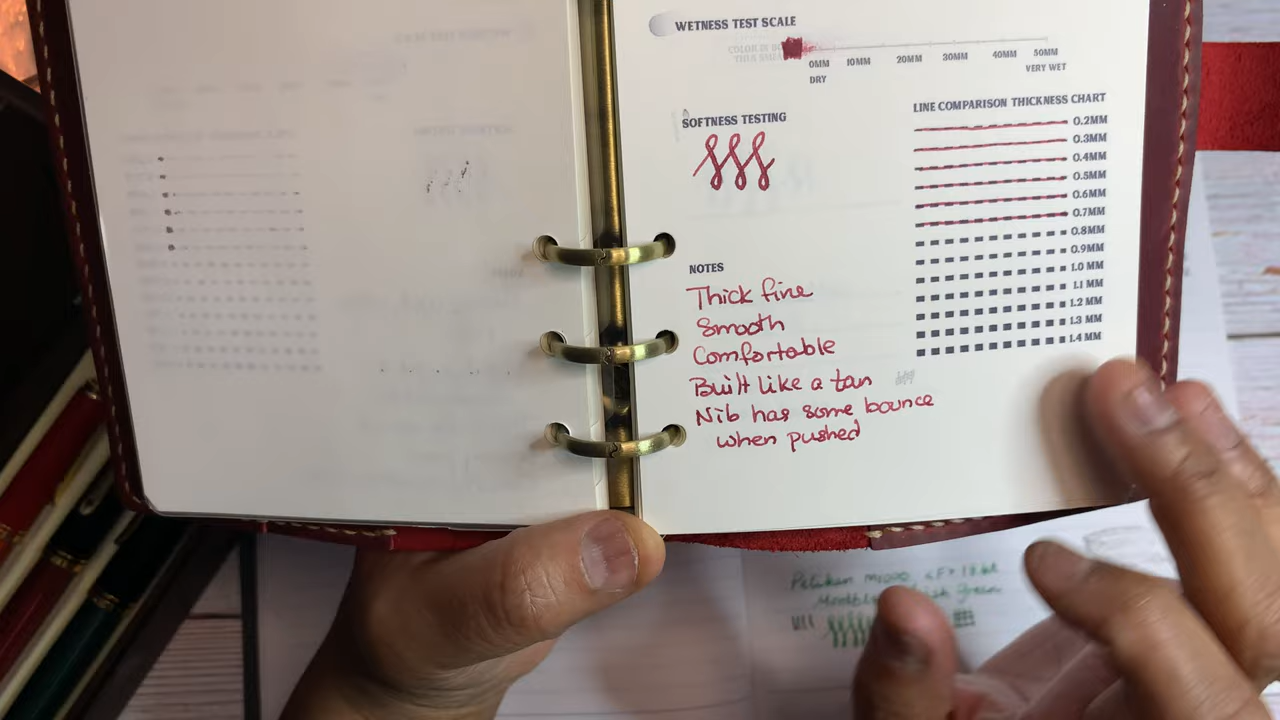 WETNESS TEST SCALE
0MM 10MM 20MM 30MM 40MM 50MM
DRY VERY WET
SOFTNESS TESTING
LINE COMPARISON THICKNESS CHART
0.2MM
0.3MM
0.4MM
0.5MM
0.6MM
0.7MM
0.8MM
0.9MM
1.0 MM
1.1 MM
1.2 MM
1.3 MM
1.4 MM
NOTES
Thick fine
Smooth
Comfortable
Built like a tan
Nib has some bounce
when pushed
Pelikan M1000